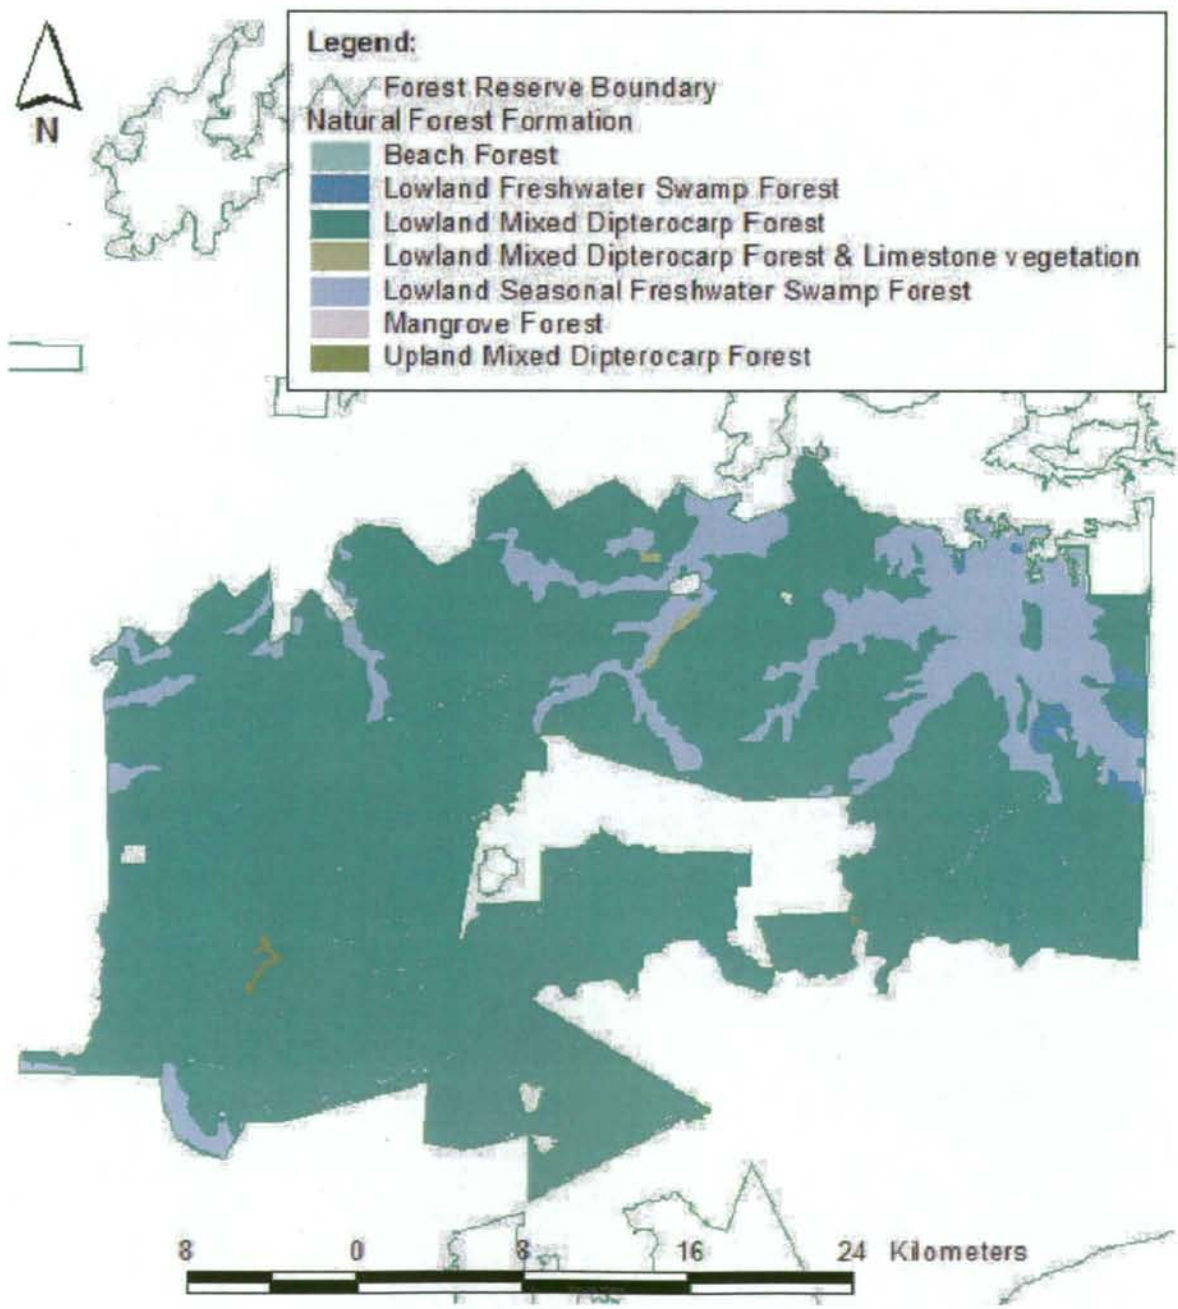 Legend:
Forest Reserve Boundary
Natural Forest Formation
Beach Forest
Lowland Freshwater Swamp Forest
Lowland Mixed Dipterocarp Forest
Lowland Mixed Dipterocarp Forest & Limestone vegetation
Lowland Seasonal Freshwater Swamp Forest
Mangrove Forest
Upland Mixed Dipterocarp Forest
N
8 0 8 16 24 Kilometers